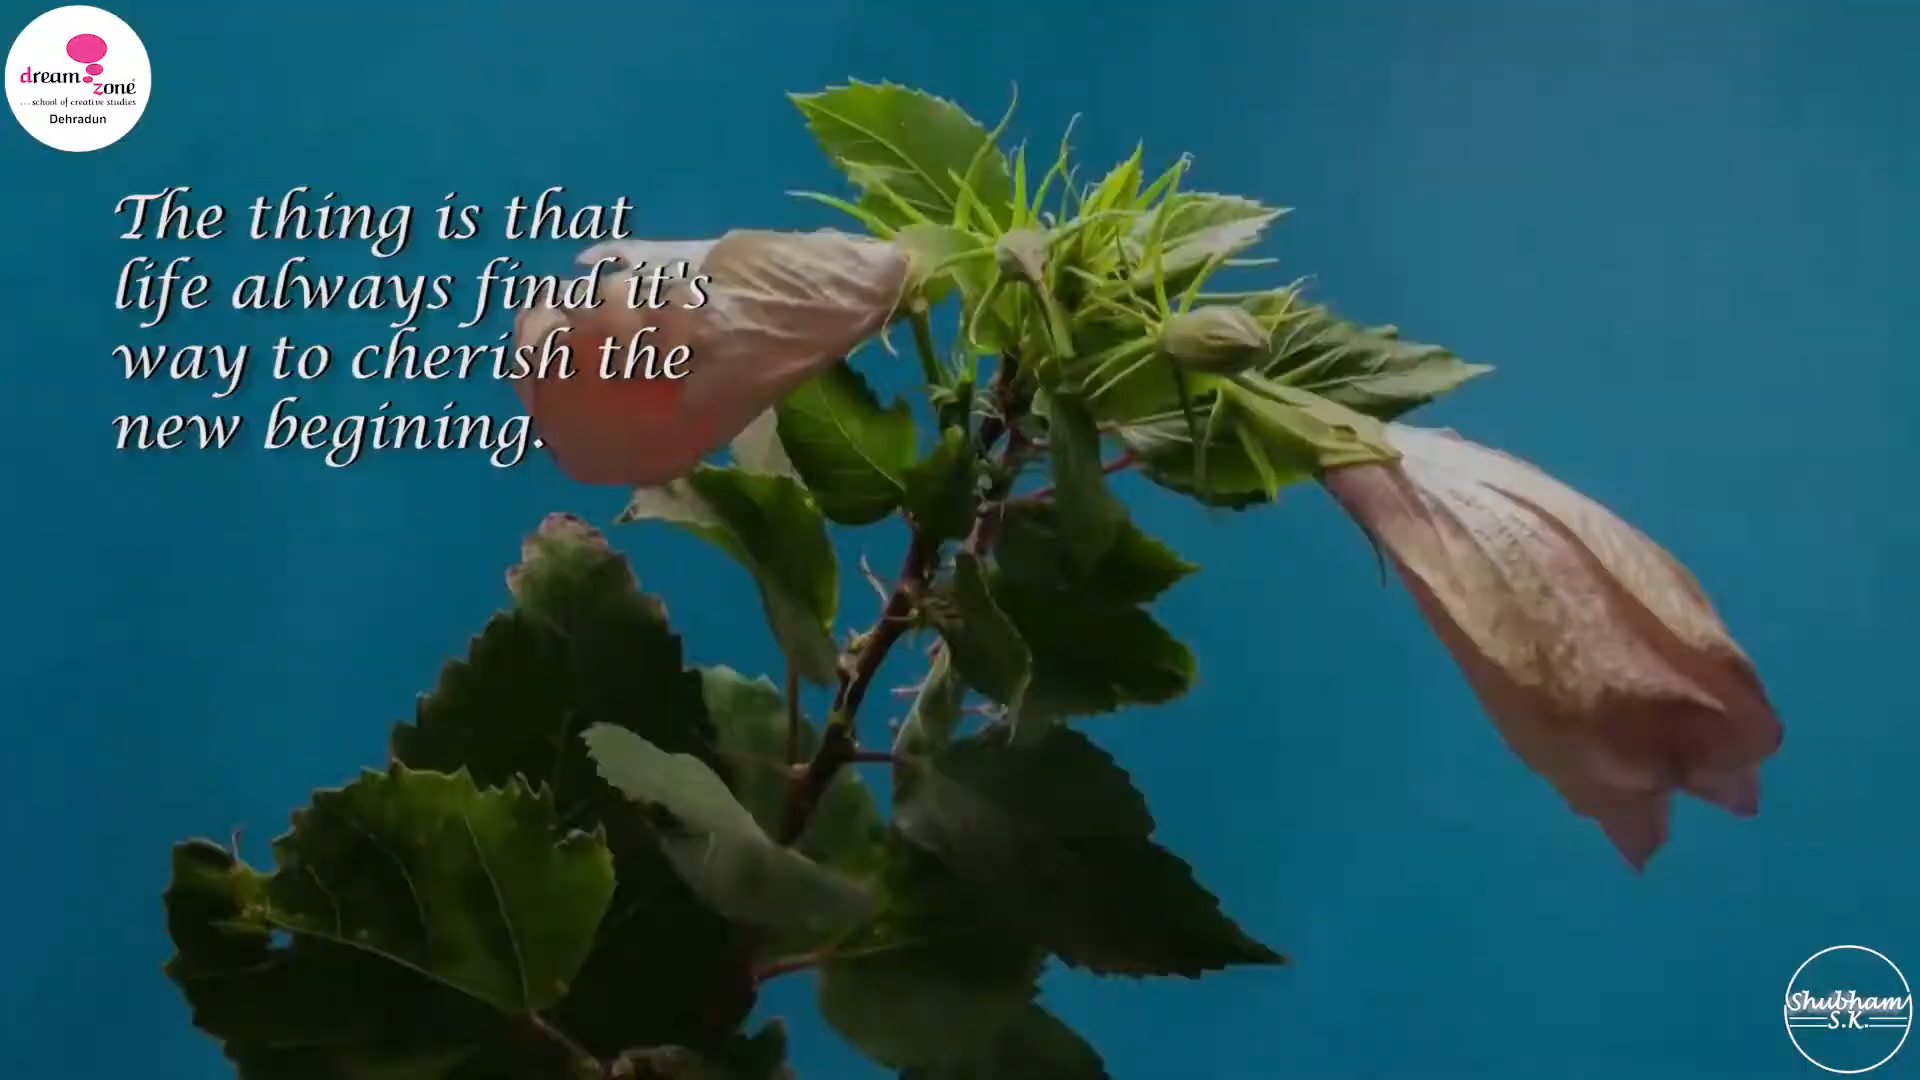 dream
zone
...school of creative studies
Dehradun
The thing is that
life always find it's
way to cherish the
new begining.
Shubham
S.K.